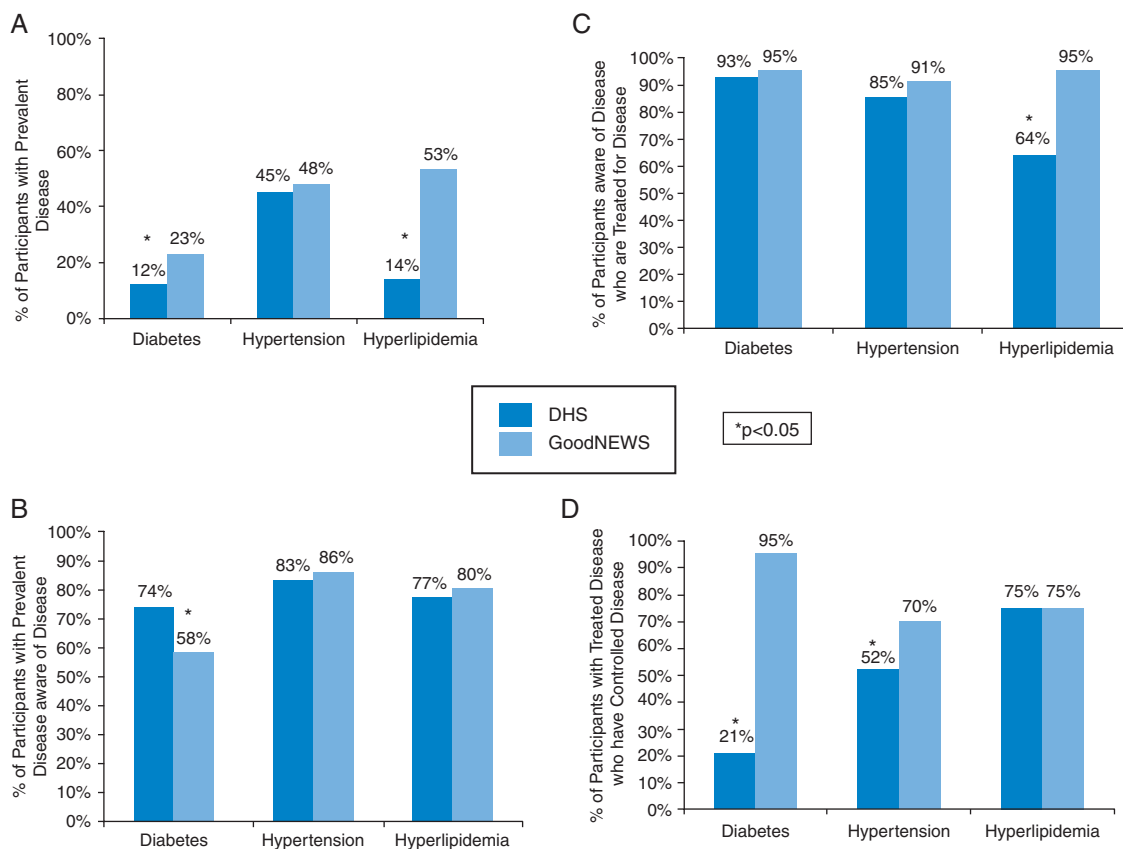 A
% of Participants with Prevalent
Disease
100%
80%
60%
40%
20%
0%
*
12%
23%
45%
48%
*
14%
53%
Diabetes
Hypertension
Hyperlipidemia
C
% of Participants aware of Disease
who are Treated for Disease
100%
90%
80%
70%
60%
90%
40%
30%
90%
10%
0%
93%
95%
85%
91%
*
64%
95%
Diabetes
Hypertension
Hyperlipidemia
DHS
GoodNEWS
*p<0.05
B
% of Participants with Prevalent
Disease aware of Disease
100%
90%
80%
70%
60%
50%
40%
30%
20%
10%
0%
74%
*
58%
83%
86%
77%
80%
Diabetes
Hypertension
Hyperlipidemia
D
% of Participants with Treated Disease
who have Controlled Disease
100%
90%
80%
70%
60%
50%
40%
30%
20%
10%
0%
*
21%
95%
*
52%
70%
75%
75%
Diabetes
Hypertension
Hyperlipidemia